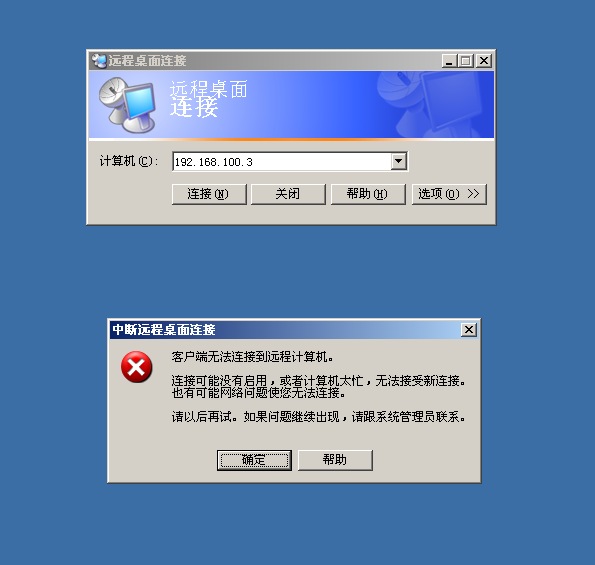 远程桌面连接
远程桌面
连接
计算机(C):
192.168.100.3
连接(N)
关闭
帮助(H)
选项(O) >>
中断远程桌面连接
客户端无法连接到远程计算机。
连接可能没有启用，或者计算机太忙，无法接受新连接。
也有可能网络问题使您无法连接。
请以后再试。如果问题继续出现，请跟系统管理员联系。
确定
帮助